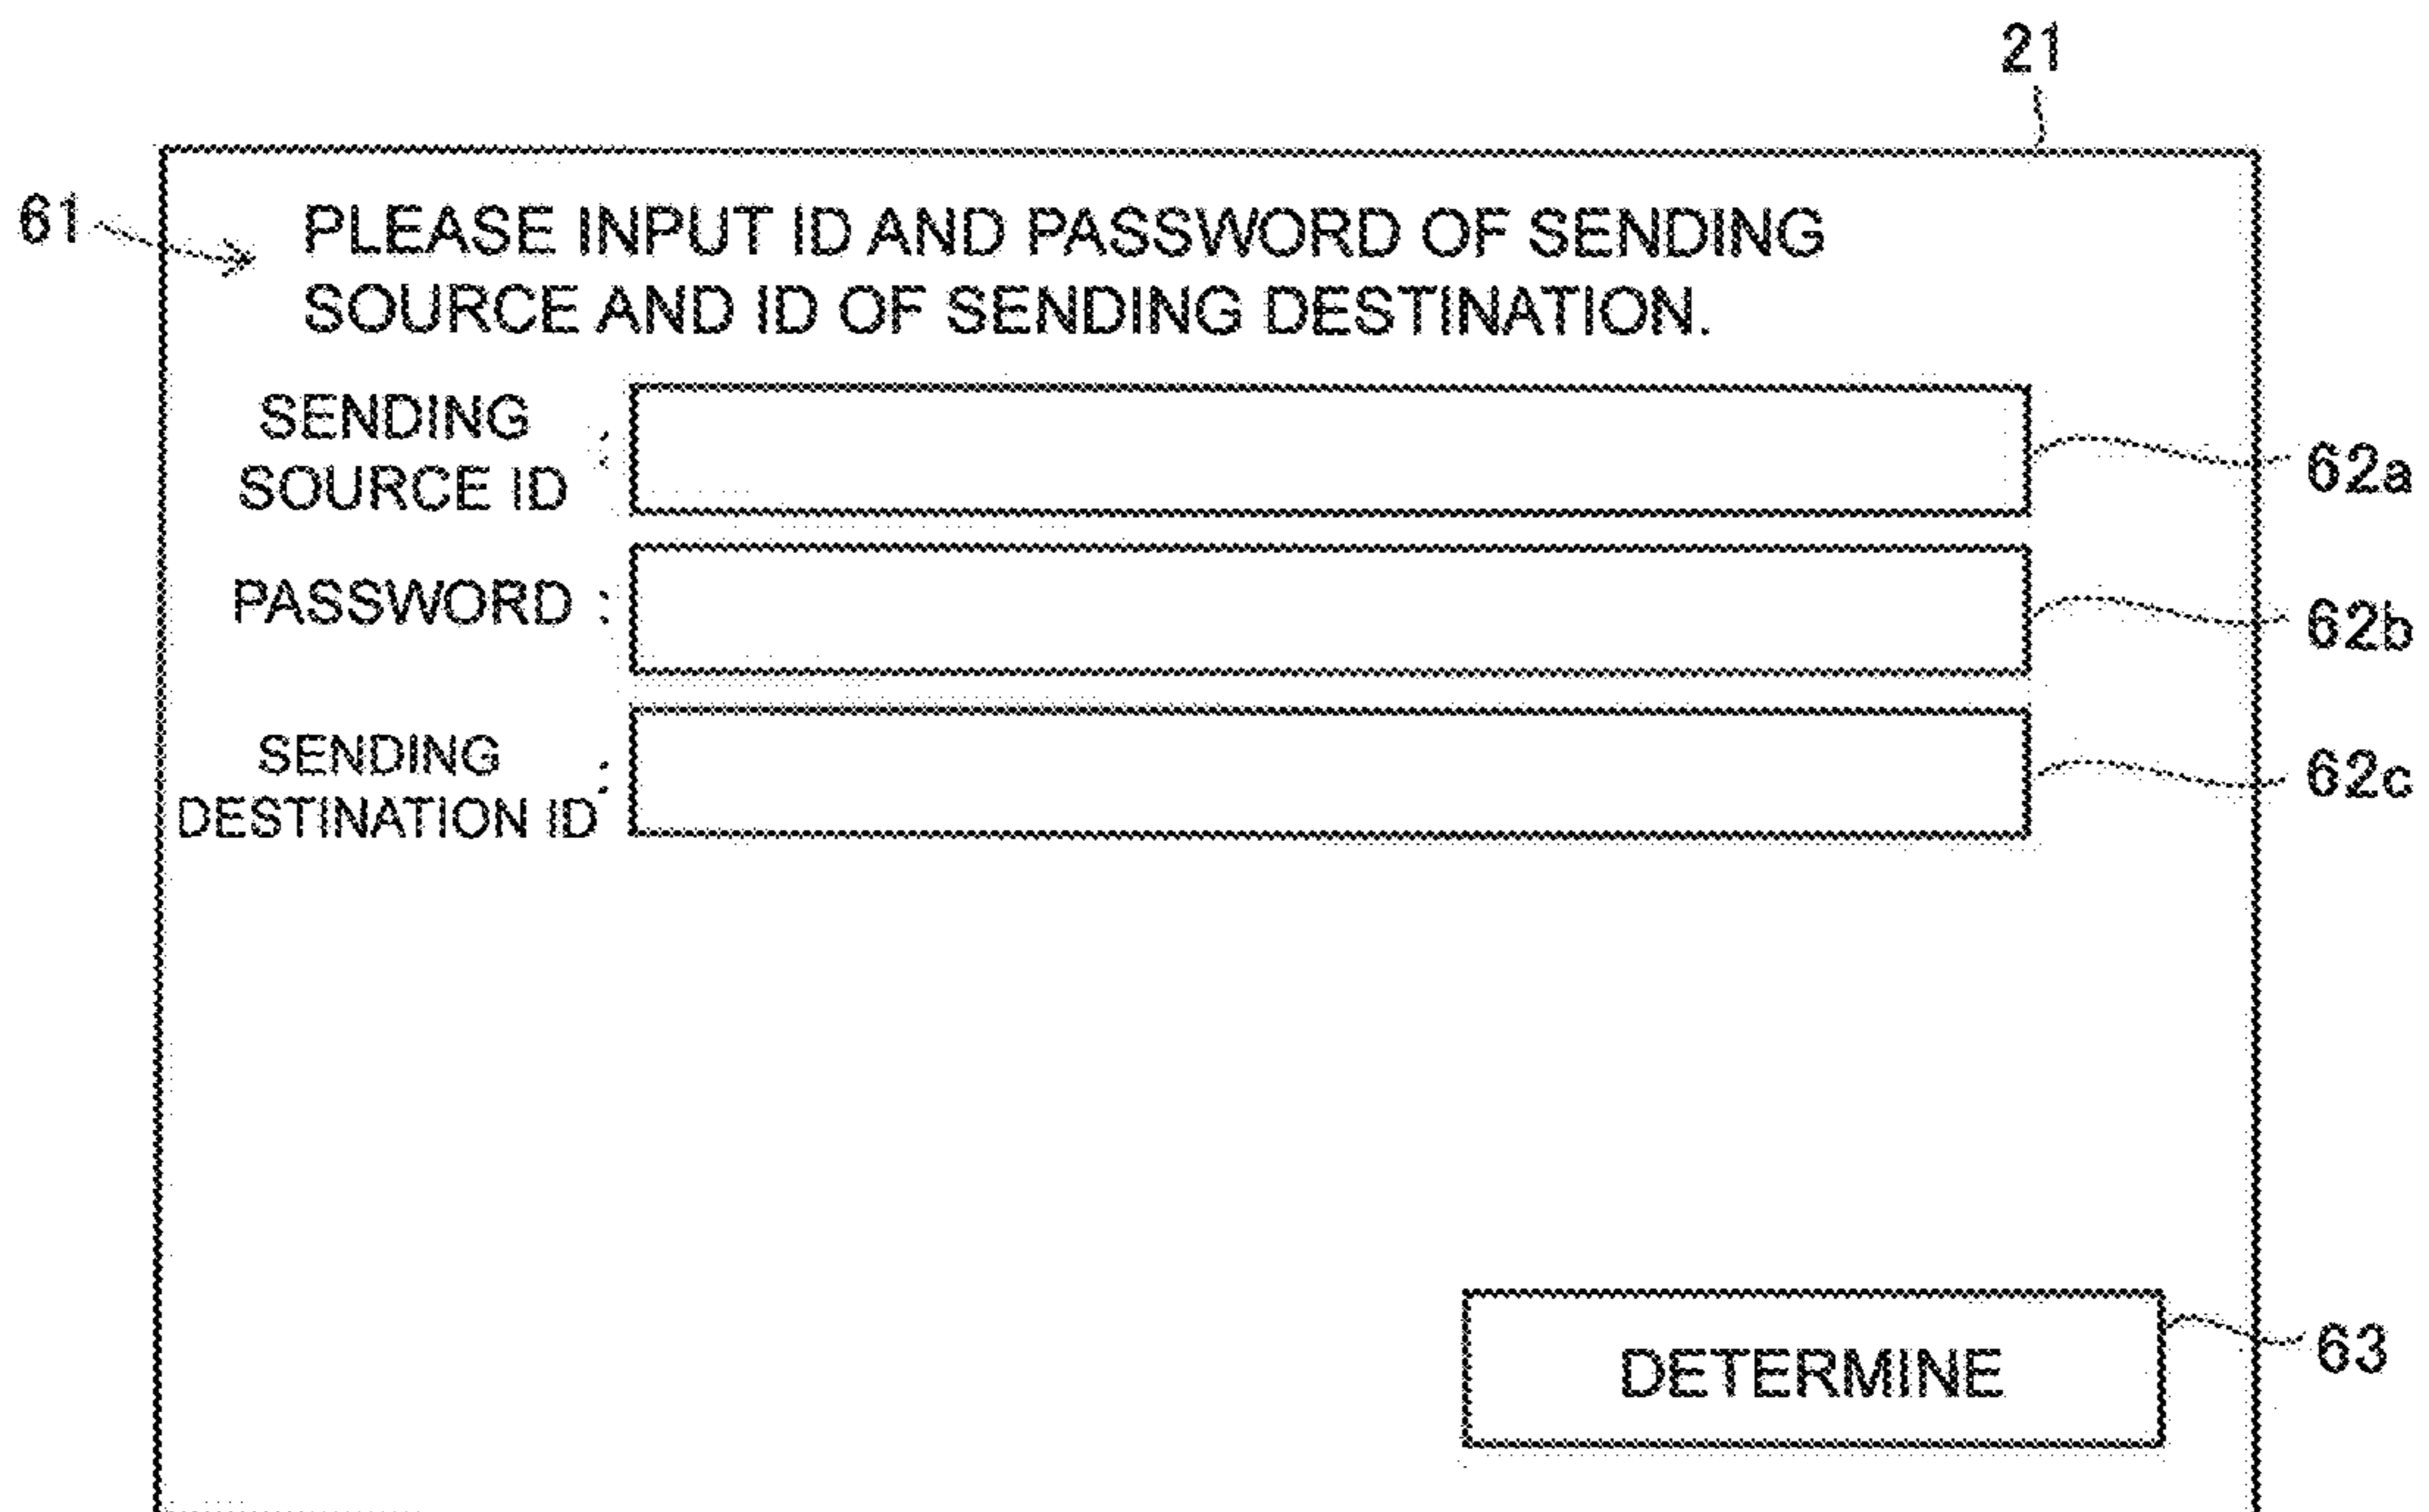 21
61
PLEASE INPUT ID AND PASSWORD OF SENDING
SOURCE AND ID OF SENDING DESTINATION.
SENDING
SOURCE ID :
62a
PASSWORD :
62b
SENDING
DESTINATION ID :
62c
DETERMINE
63